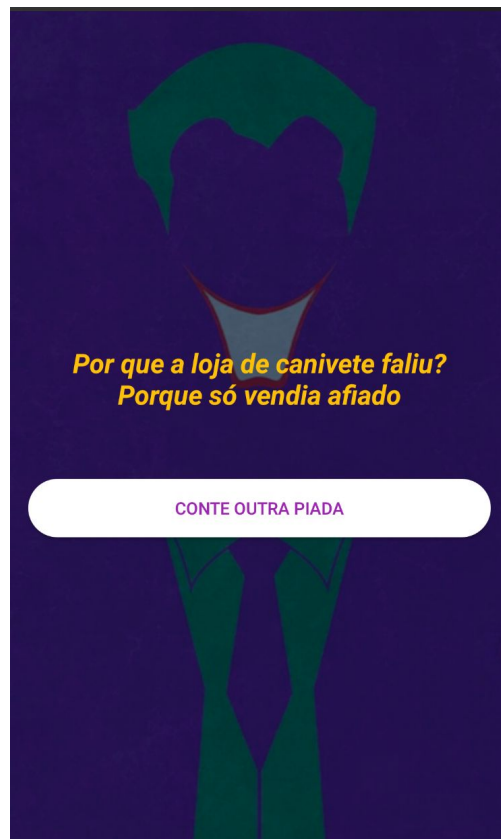 Por que a loja de canivete faliu?
Porque só vendia afiado
CONTE OUTRA PIADA